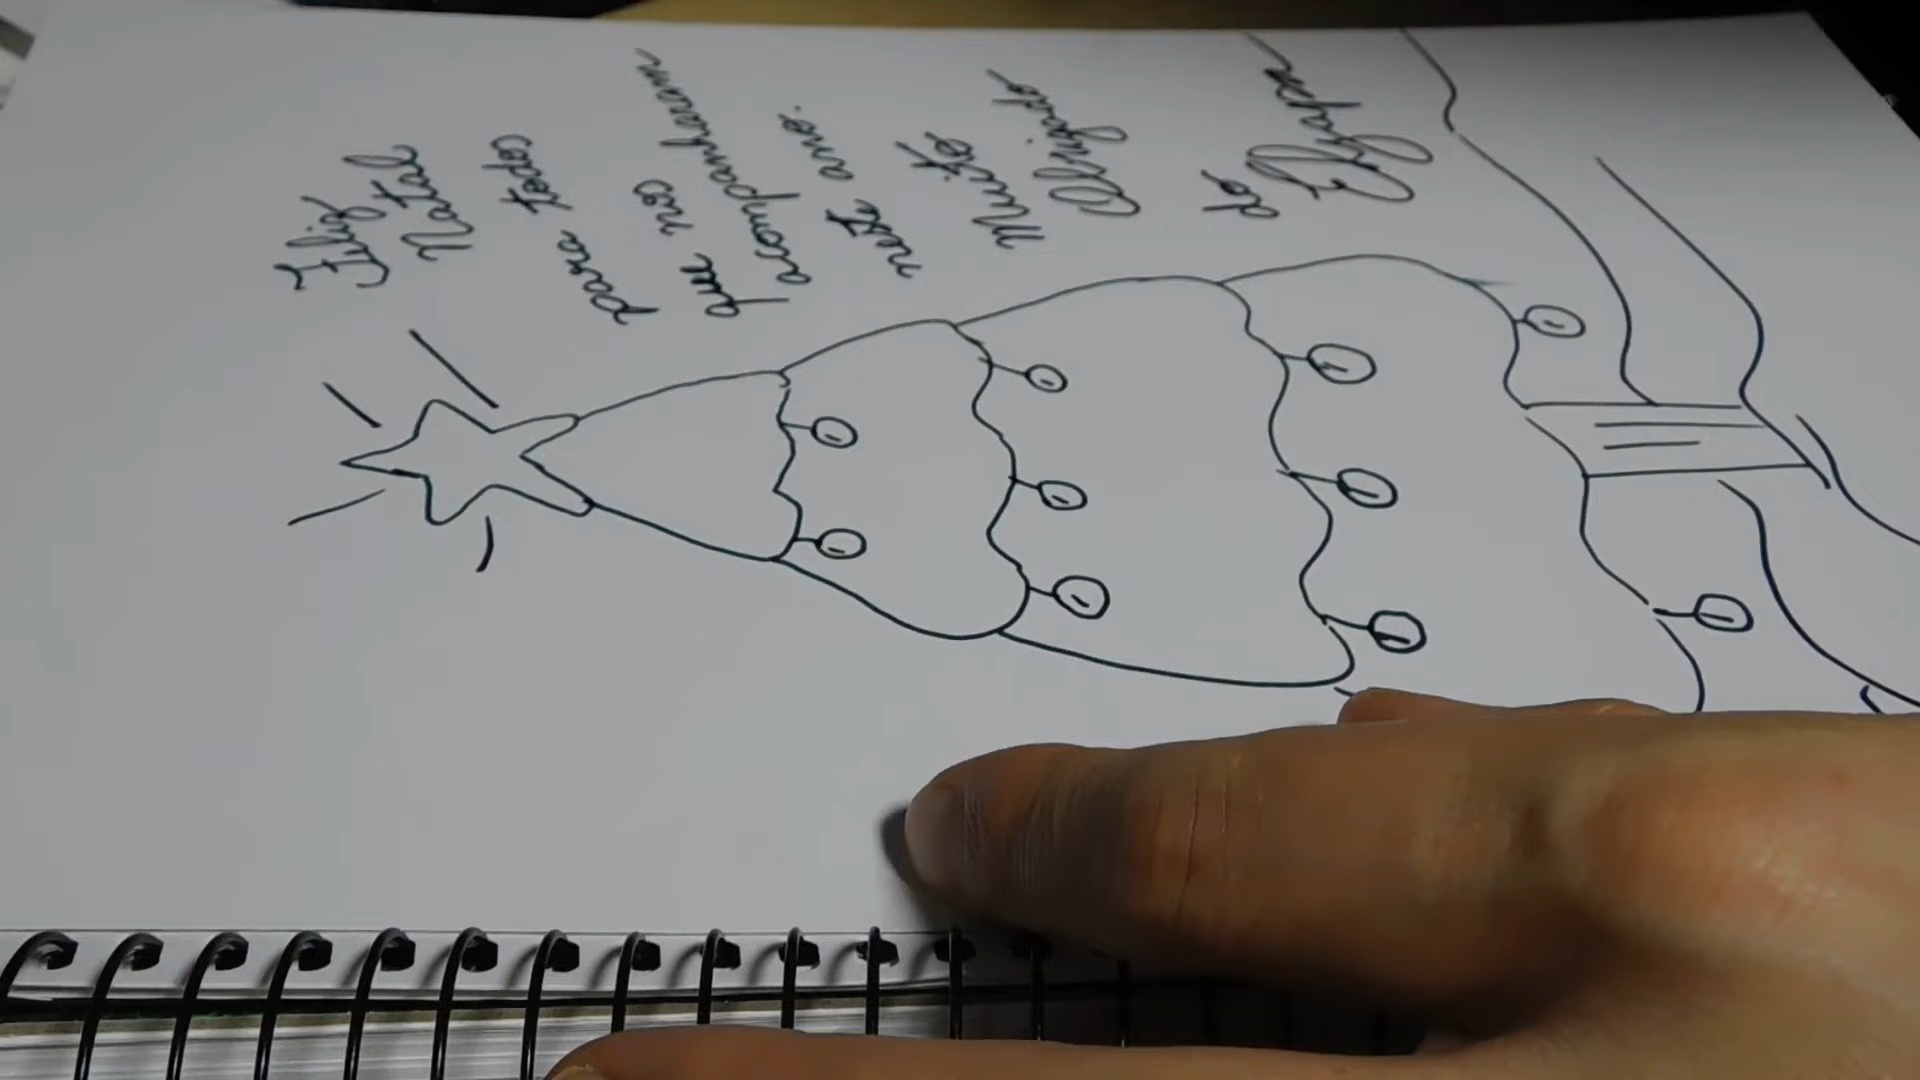 Feliz
Natal
para todos
que nos
acompanharam
neste ano.
Muito
Obrigado
do